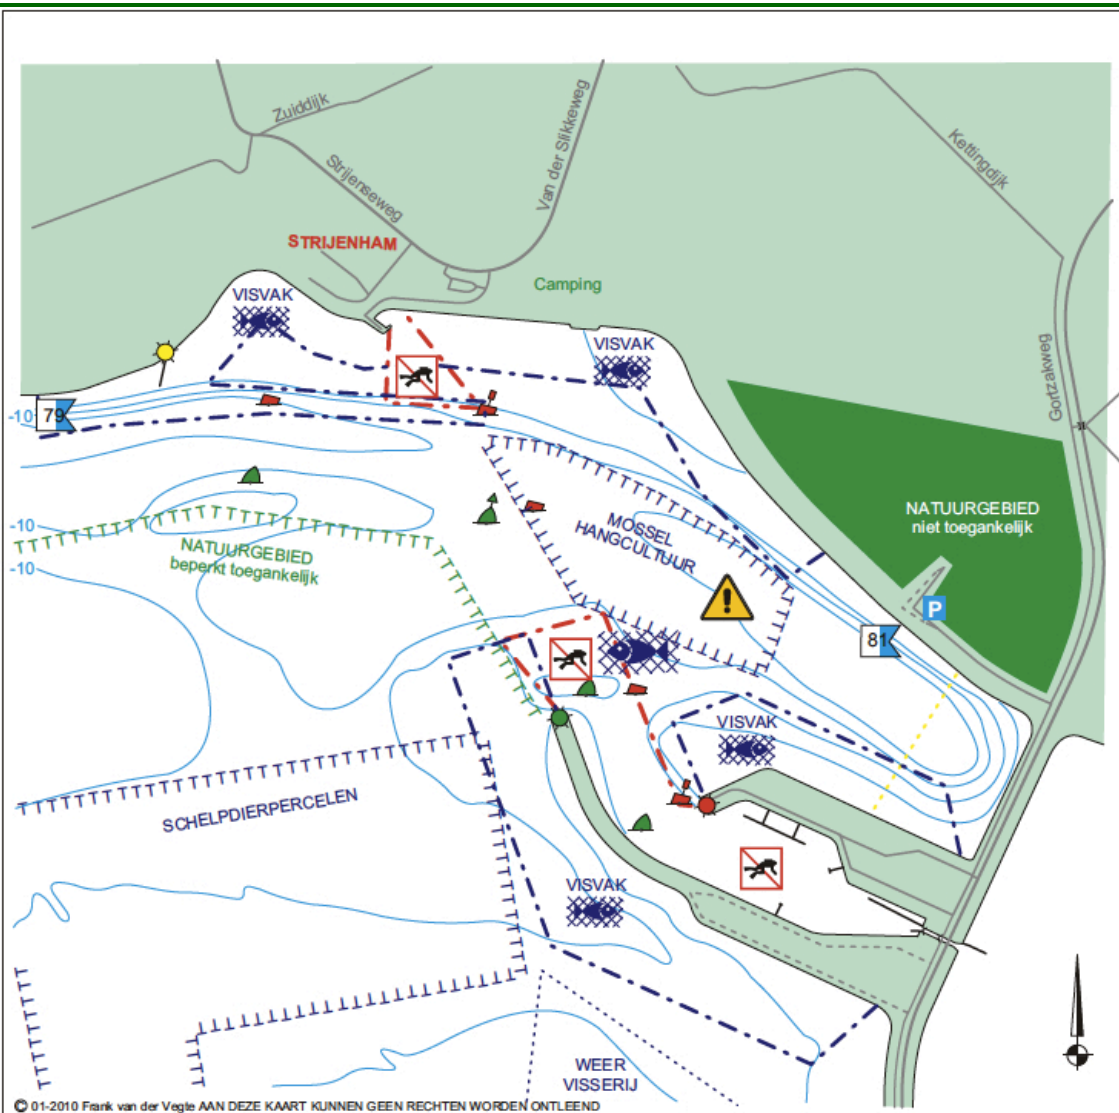 Zuiddijk
Strijenseweg
Van der Slikkeweg
Kettingdijk
STRIJENHAM
Camping
VISVAK
VISVAK
Gortzakweg
-10
79
NATUURGEBIED
niet toegankelijk
MOSSEL
HANGCULTUUR
-10
NATUURGEBIED
beperkt toegankelijk
-10
!
P
81
VISVAK
SCHELPDIERPERCELEN
VISVAK
WEER
VISSERIJ
© 01-2010 Frank van der Vegte AAN DEZE KAART KUNNEN GEEN RECHTEN WORDEN ONTLEEND